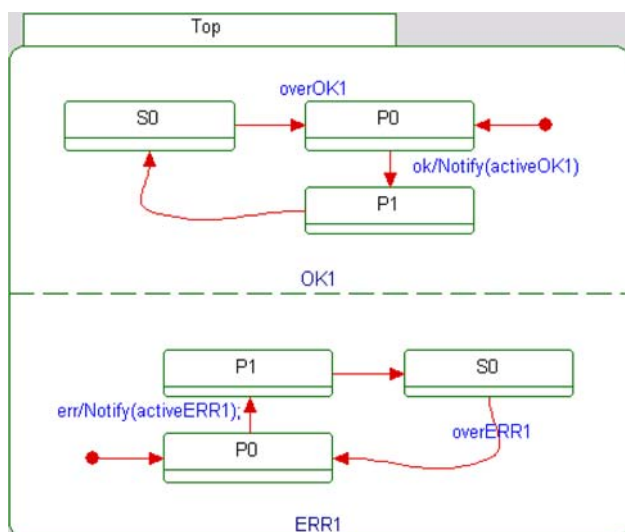 Top
overOK1
S0
P0
ok/Notify(activeOK1)
P1
OK1
P1
S0
err/Notify(activeERR1);
overERR1
P0
ERR1